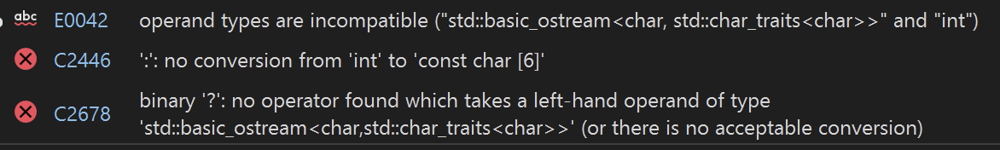 abc E0042 operand types are incompatible ("std::basic_ostream<char, std::char_traits<char>>" and "int")
C2446 ':': no conversion from 'int' to 'const char [6]'
binary '?': no operator found which takes a left-hand operand of type
C2678 'std::basic_ostream<char,std::char_traits<char>>' (or there is no acceptable conversion)